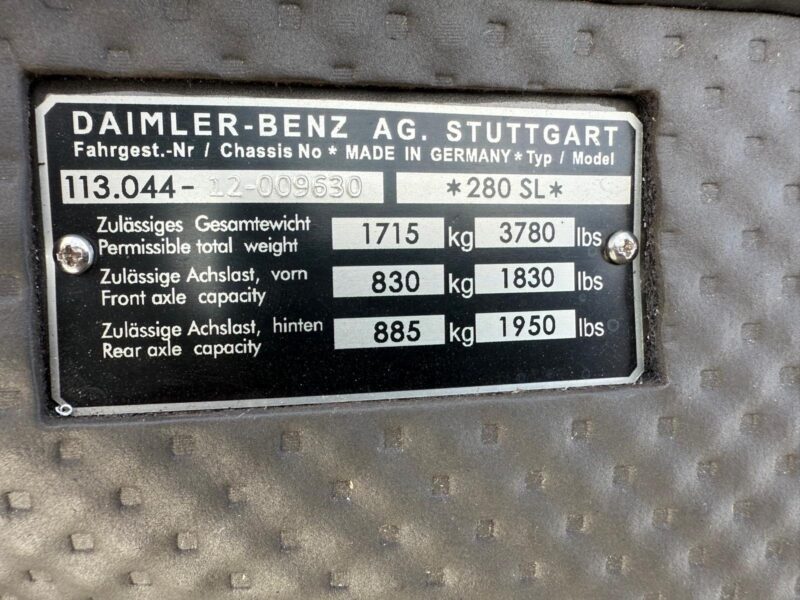 DAIMLER-BENZ AG. STUTTGART
Fahrgest.-Nr / Chassis No * MADE IN GERMANY * Typ / Model
113.044- 12-009630 *280 SL*
Zulässiges Gesamtewicht
Permissible total weight 1715 kg 3780 lbs
Zulässige Achslast, vorn
Front axle capacity 830 kg 1830 lbs
Zulässige Achslast, hinten
Rear axle capacity 885 kg 1950 lbs